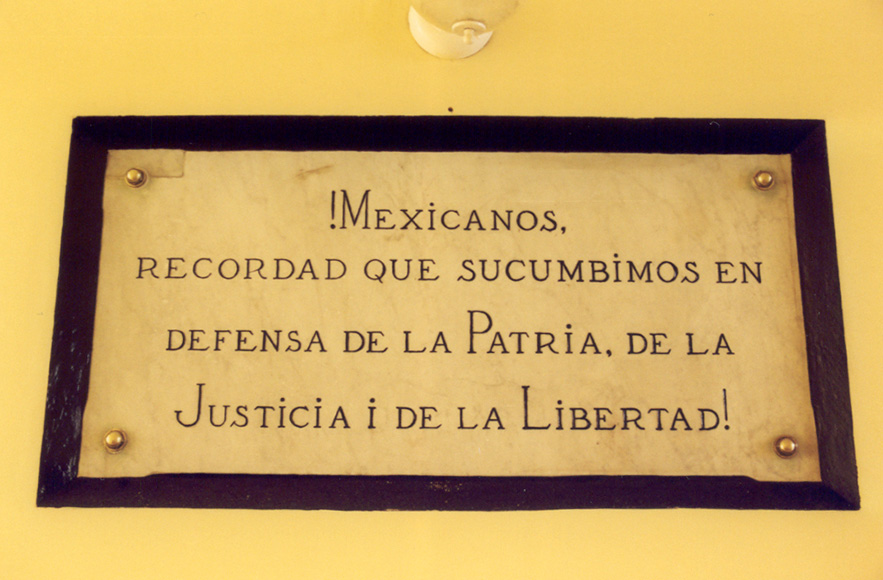 !Mexicanos,
RECORDAD QUE SUCUMBiMOS EN
DEFENSA DE LA PATRiA, DE LA
JUSTiCiA i DE LA LiBERTAD!